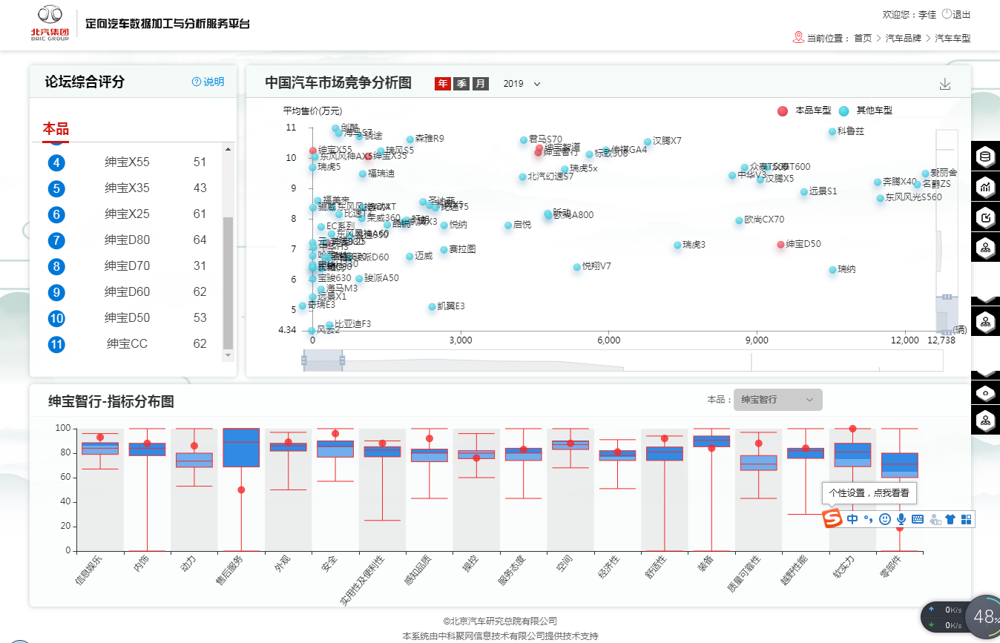 北汽集团
BAIC GROUP
定向汽车数据加工与分析服务平台
欢迎您：李佳 退出
当前位置： 首页 > 汽车品牌 > 汽车车型
论坛综合评分
说明
本品
4 绅宝X55 51
5 绅宝X35 43
6 绅宝X25 61
7 绅宝D80 64
8 绅宝D70 31
9 绅宝D60 62
10 绅宝D50 53
11 绅宝CC 62
中国汽车市场竞争分析图
年 季 月 2019
平均售价(万元)
本品车型 其他车型
11
10
9
8
7
6
5
4.34
创酷
海马S7
骁途
森雅R9
君马S70
汉腾X7
科鲁兹
绅宝X55
东风风神AX5
绅宝X35
瑞风S5
绅宝智道
绅宝智行
标致308
传祺GA4
瑞虎5
福瑞迪
北汽幻速S7
瑞虎5x
众泰T500
众泰T600
中华V3
汉腾X5
爱丽舍
奔腾X40
名爵ZS
远景S1
东风风光S560
福美来
圣达菲
骊威
比速T3
荣威360
比速T5
欧尚A800
EC系列
悦纳
启悦
欧尚CX70
东风风神A60
赛拉图
瑞虎3
绅宝D50
中华H3
骏派D60
迈威
悦翔V7
瑞纳
宝骏630
骏派A50
海马M3
远景X1
奇瑞E3
凯翼E3
比亚迪F3
风云2
0 3,000 6,000 9,000 12,000 12,738 (辆)
绅宝智行-指标分布图
本品： 绅宝智行
100
80
60
40
20
0
信息娱乐 内饰 动力 售后服务 外观 安全 实用性及便利性 感知品质 操控 服务态度 空间 经济性 舒适性 装备 质量可靠性 越野性能 软实力 零部件
个性设置，点我看看
S 中
0K/s
0K/s
48%
©北京汽车研究总院有限公司
本系统由中科聚网信息技术有限公司提供技术支持